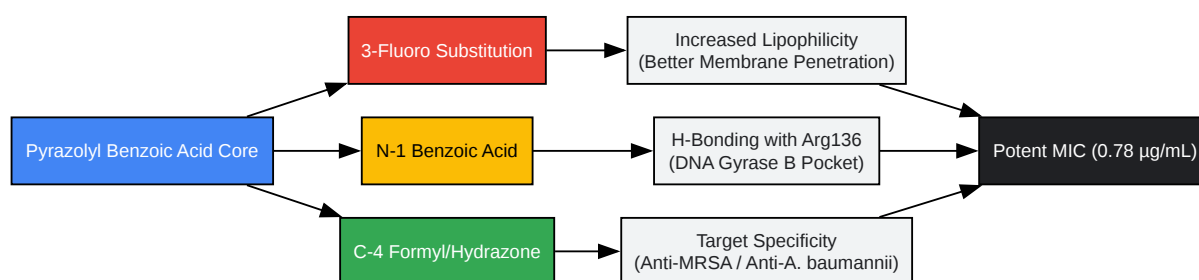 3-Fluoro Substitution
Increased Lipophilicity
(Better Membrane Penetration)
Pyrazolyl Benzoic Acid Core
N-1 Benzoic Acid
H-Bonding with Arg136
(DNA Gyrase B Pocket)
Potent MIC (0.78 µg/mL)
C-4 Formyl/Hydrazone
Target Specificity
(Anti-MRSA / Anti-A. baumannii)